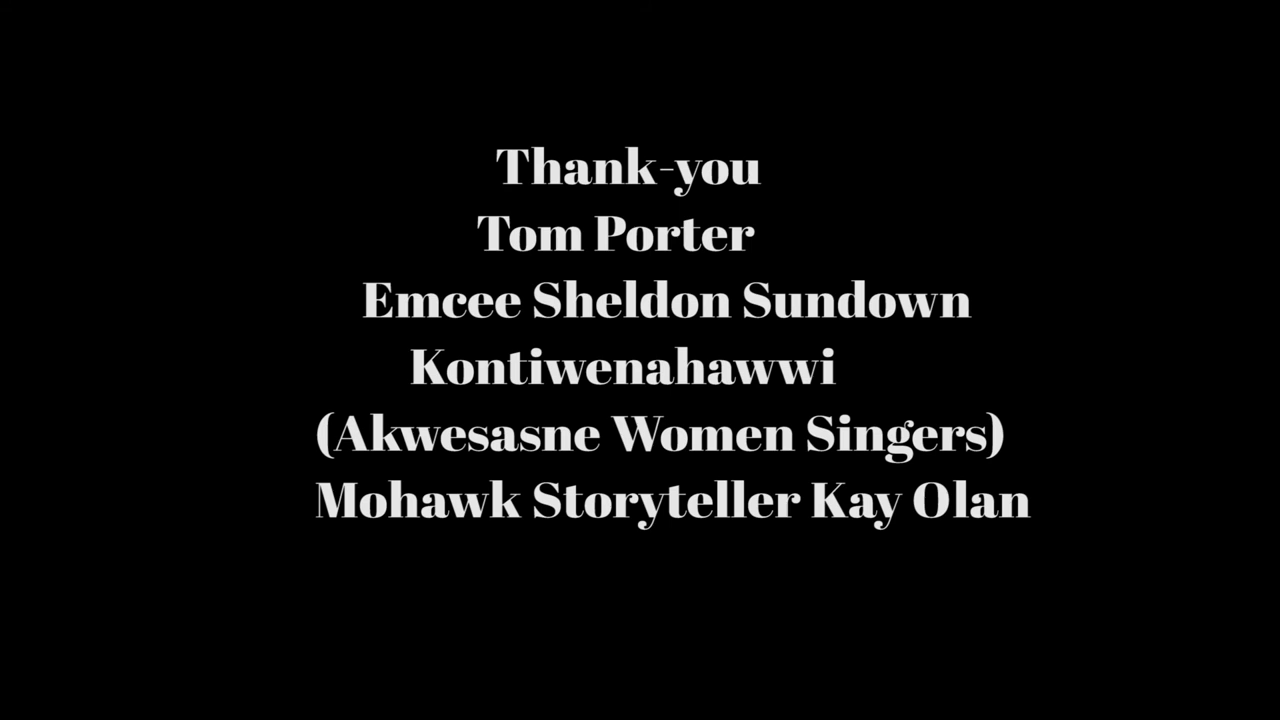 Thank-you
Tom Porter
Emcee Sheldon Sundown
Kontiwenahawwi
(Akwesasne Women Singers)
Mohawk Storyteller Kay Olan